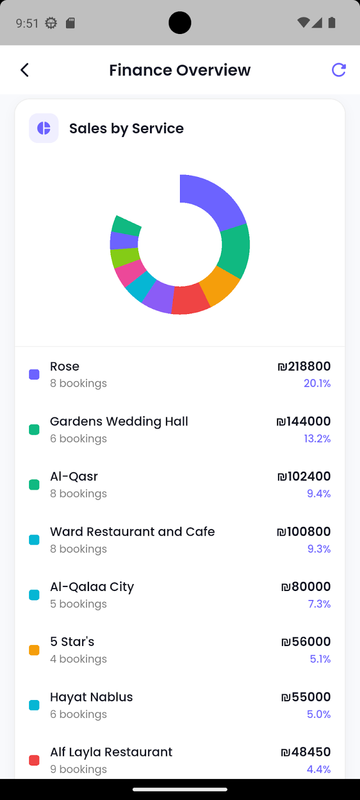 9:51
Finance Overview
Sales by Service
Rose ₪218800
8 bookings 20.1%
Gardens Wedding Hall ₪144000
6 bookings 13.2%
Al-Qasr ₪102400
8 bookings 9.4%
Ward Restaurant and Cafe ₪100800
8 bookings 9.3%
Al-Qalaa City ₪80000
5 bookings 7.3%
5 Star's ₪56000
4 bookings 5.1%
Hayat Nablus ₪55000
6 bookings 5.0%
Alf Layla Restaurant ₪48450
9 bookings 4.4%